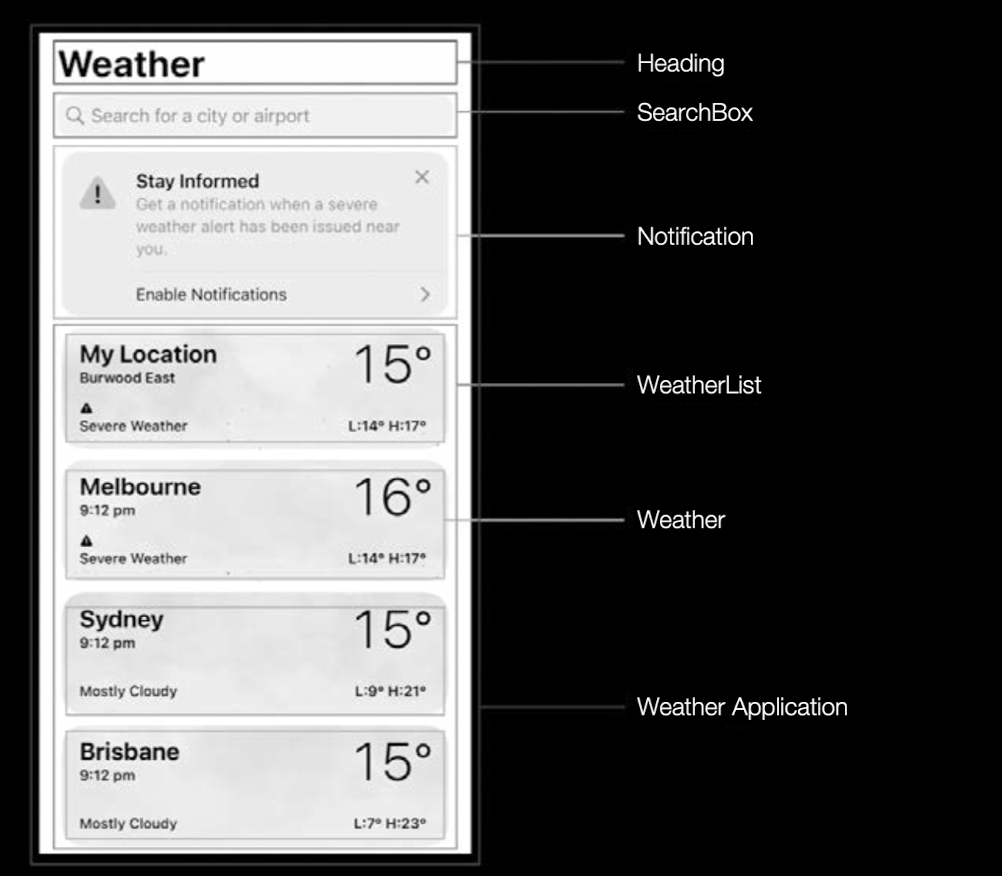 Weather
Search for a city or airport
Stay Informed
Get a notification when a severe
weather alert has been issued near
you.
Enable Notifications
My Location
15°
Burwood East
Severe Weather
L:14° H:17°
Melbourne
16°
9:12 pm
Severe Weather
L:14° H:17°
Sydney
15°
9:12 pm
Mostly Cloudy
L:9° H:21°
Brisbane
15°
9:12 pm
Mostly Cloudy
L:7° H:23°
Heading
SearchBox
Notification
WeatherList
Weather
Weather Application